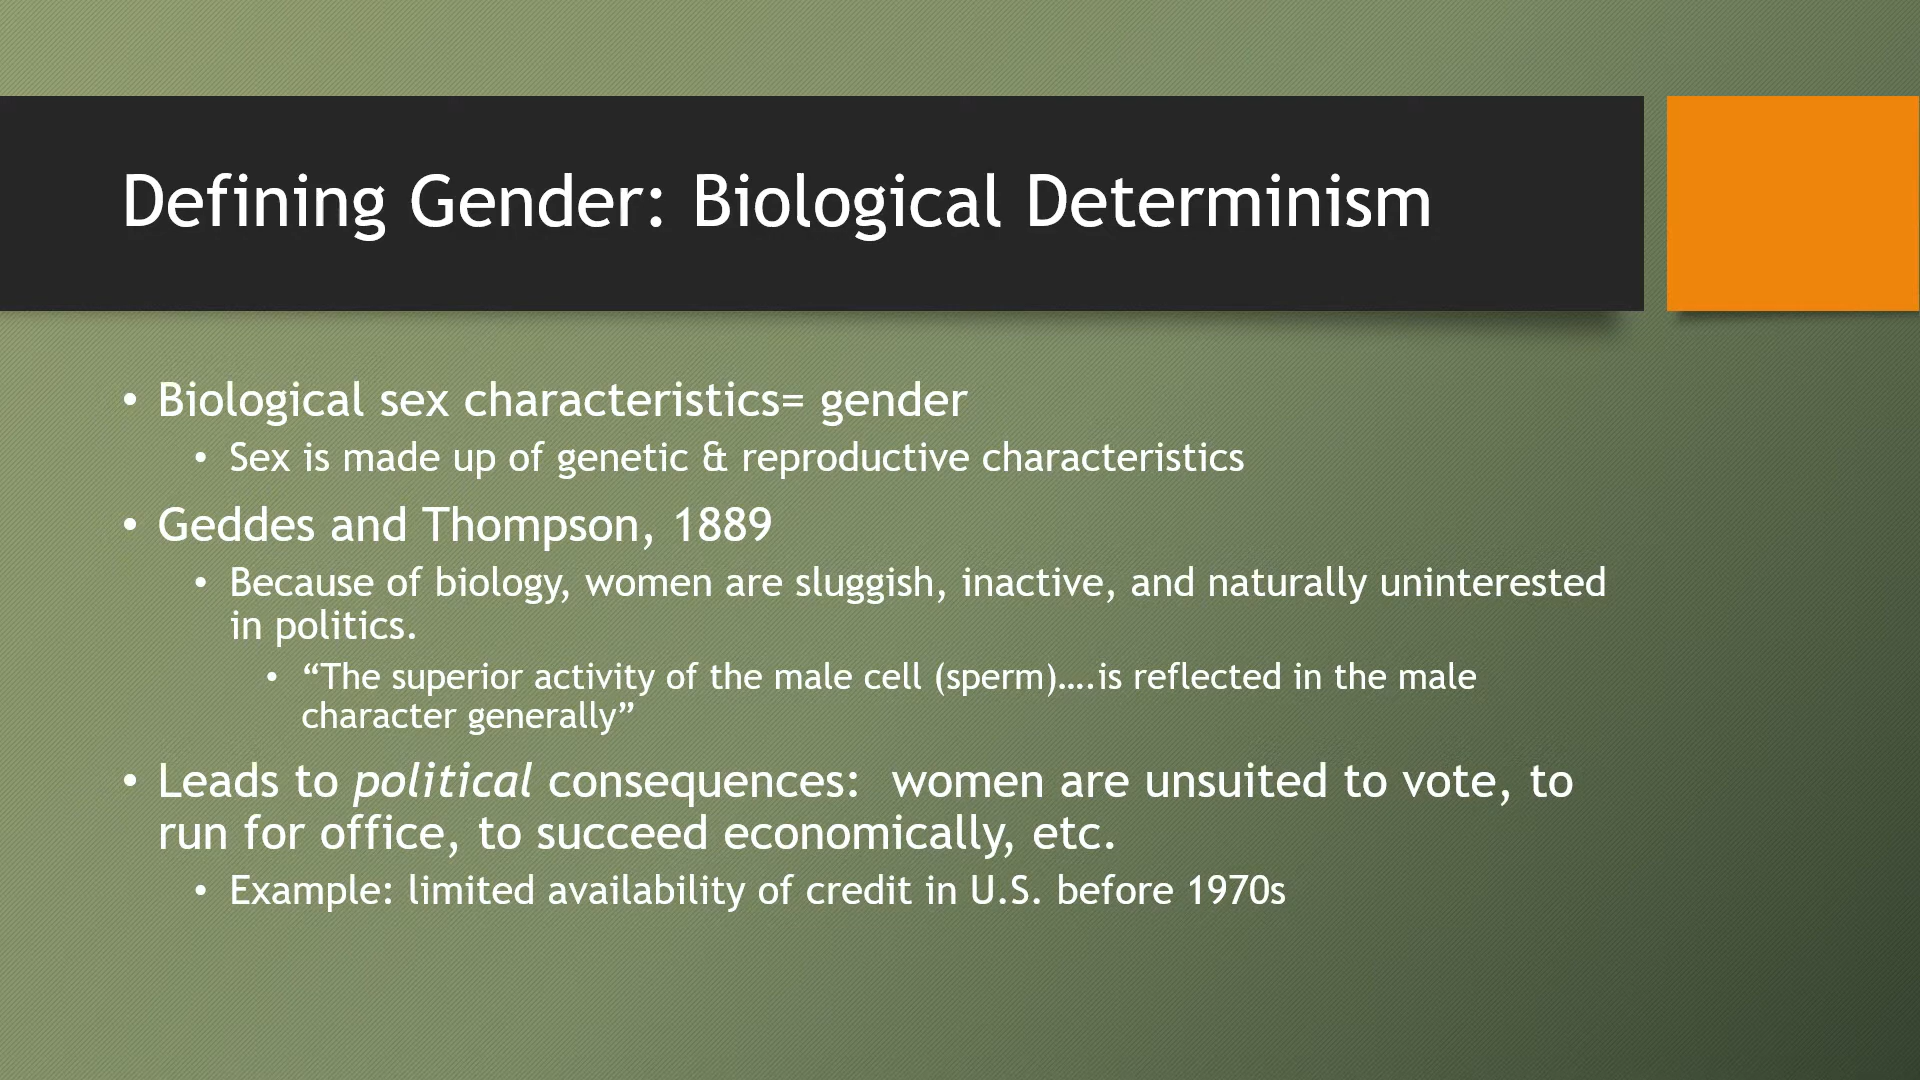 Defining Gender: Biological Determinism
• Biological sex characteristics= gender
• Sex is made up of genetic & reproductive characteristics
• Geddes and Thompson, 1889
• Because of biology, women are sluggish, inactive, and naturally uninterested
in politics.
• “The superior activity of the male cell (sperm)….is reflected in the male
character generally”
• Leads to political consequences:  women are unsuited to vote, to
run for office, to succeed economically, etc.
• Example: limited availability of credit in U.S. before 1970s